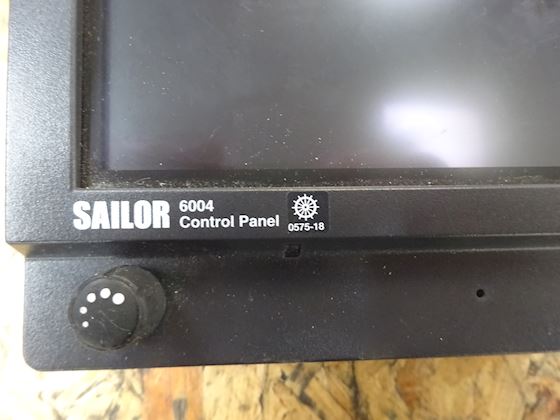 SAILOR 6004
Control Panel
0575-18